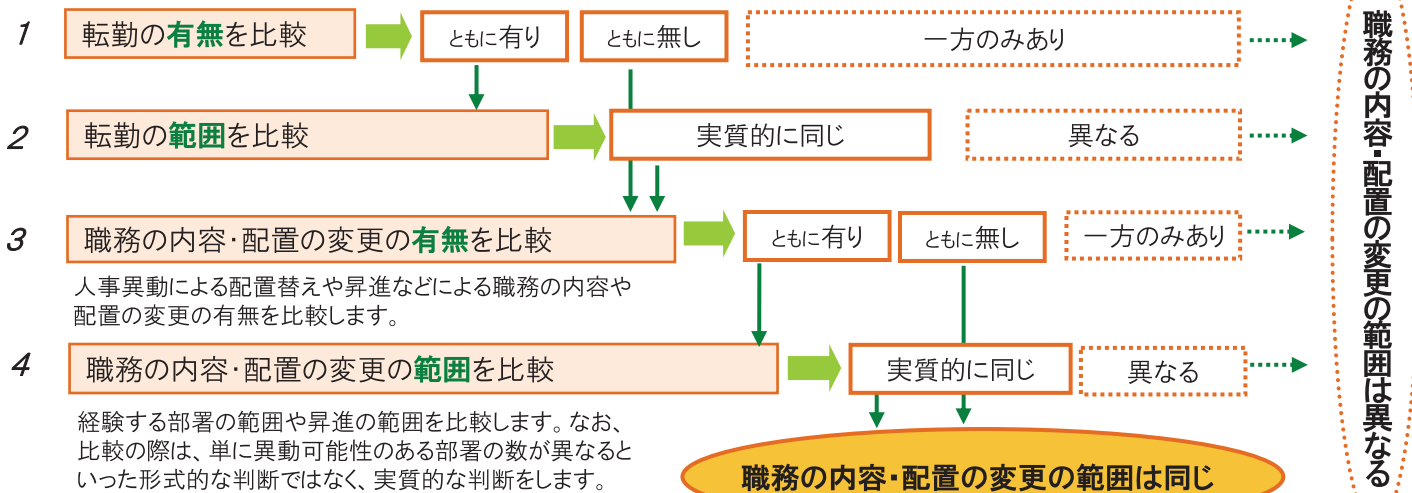 1
転勤の有無を比較
ともに有り
ともに無し
一方のみあり
2
転勤の範囲を比較
実質的に同じ
異なる
3
職務の内容・配置の変更の有無を比較
ともに有り
ともに無し
一方のみあり
人事異動による配置替えや昇進などによる職務の内容や
配置の変更の有無を比較します。
4
職務の内容・配置の変更の範囲を比較
実質的に同じ
異なる
経験する部署の範囲や昇進の範囲を比較します。なお、
比較の際は、単に異動可能性のある部署の数が異なると
いった形式的な判断ではなく、実質的な判断をします。
職務の内容・配置の変更の範囲は同じ
職務の内容・配置の変更の範囲は異なる